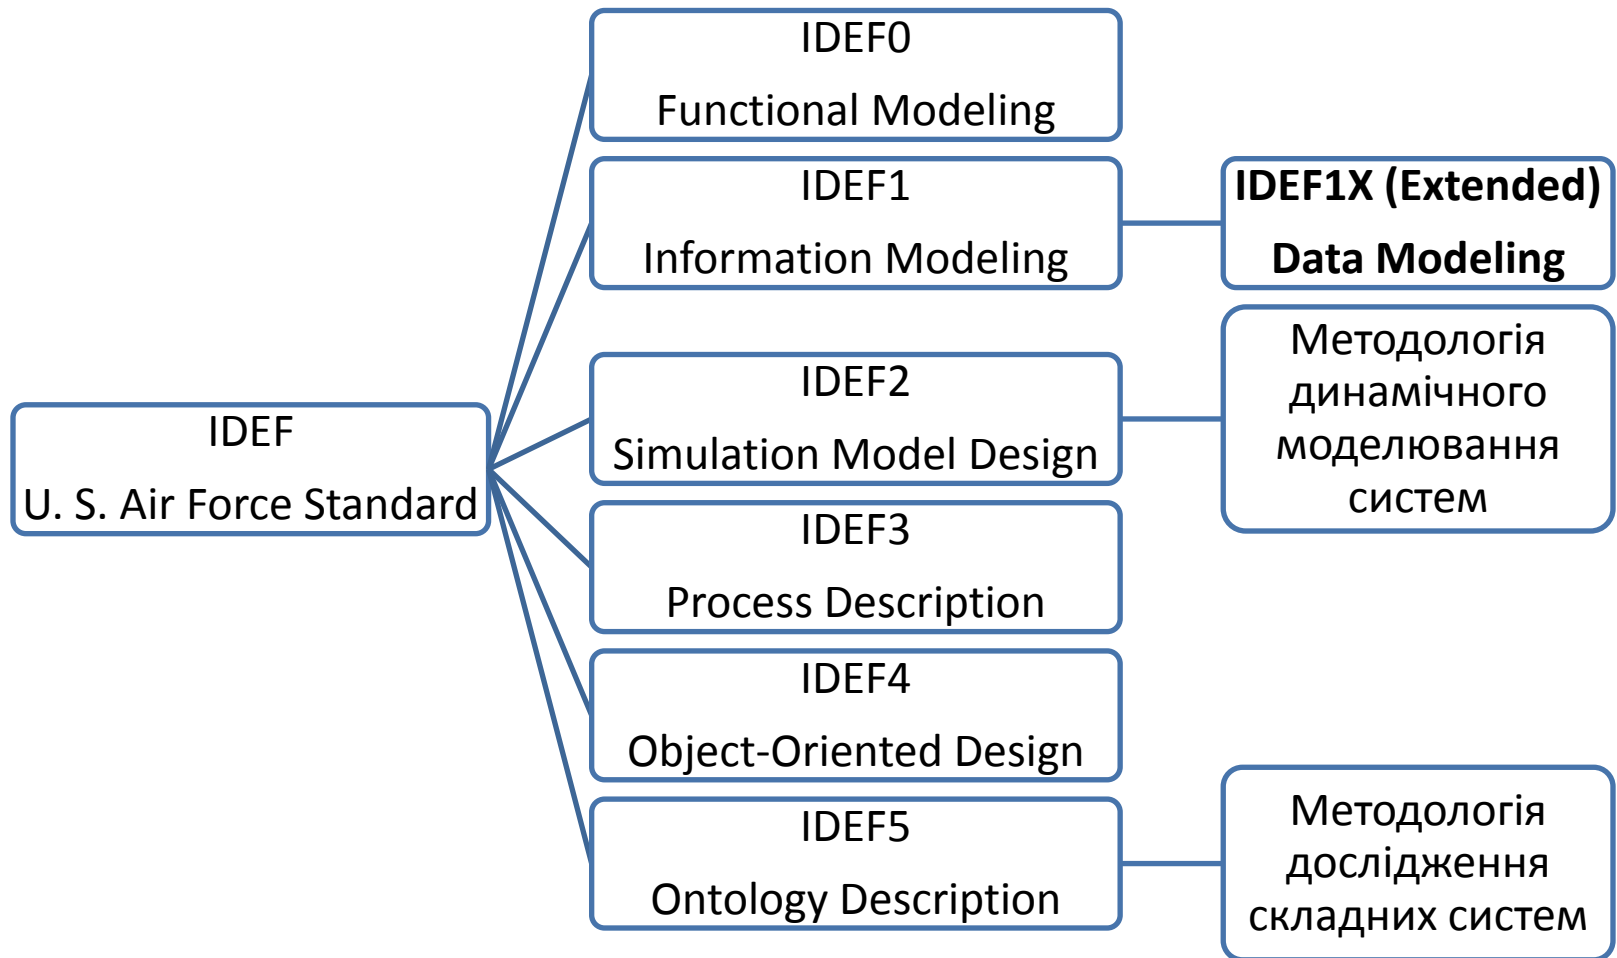 IDEF
U. S. Air Force Standard
IDEF0
Functional Modeling
IDEF1
Information Modeling
IDEF1X (Extended)
Data Modeling
IDEF2
Simulation Model Design
Методологія
динамічного
моделювання
систем
IDEF3
Process Description
IDEF4
Object-Oriented Design
IDEF5
Ontology Description
Методологія
дослідження
складних систем